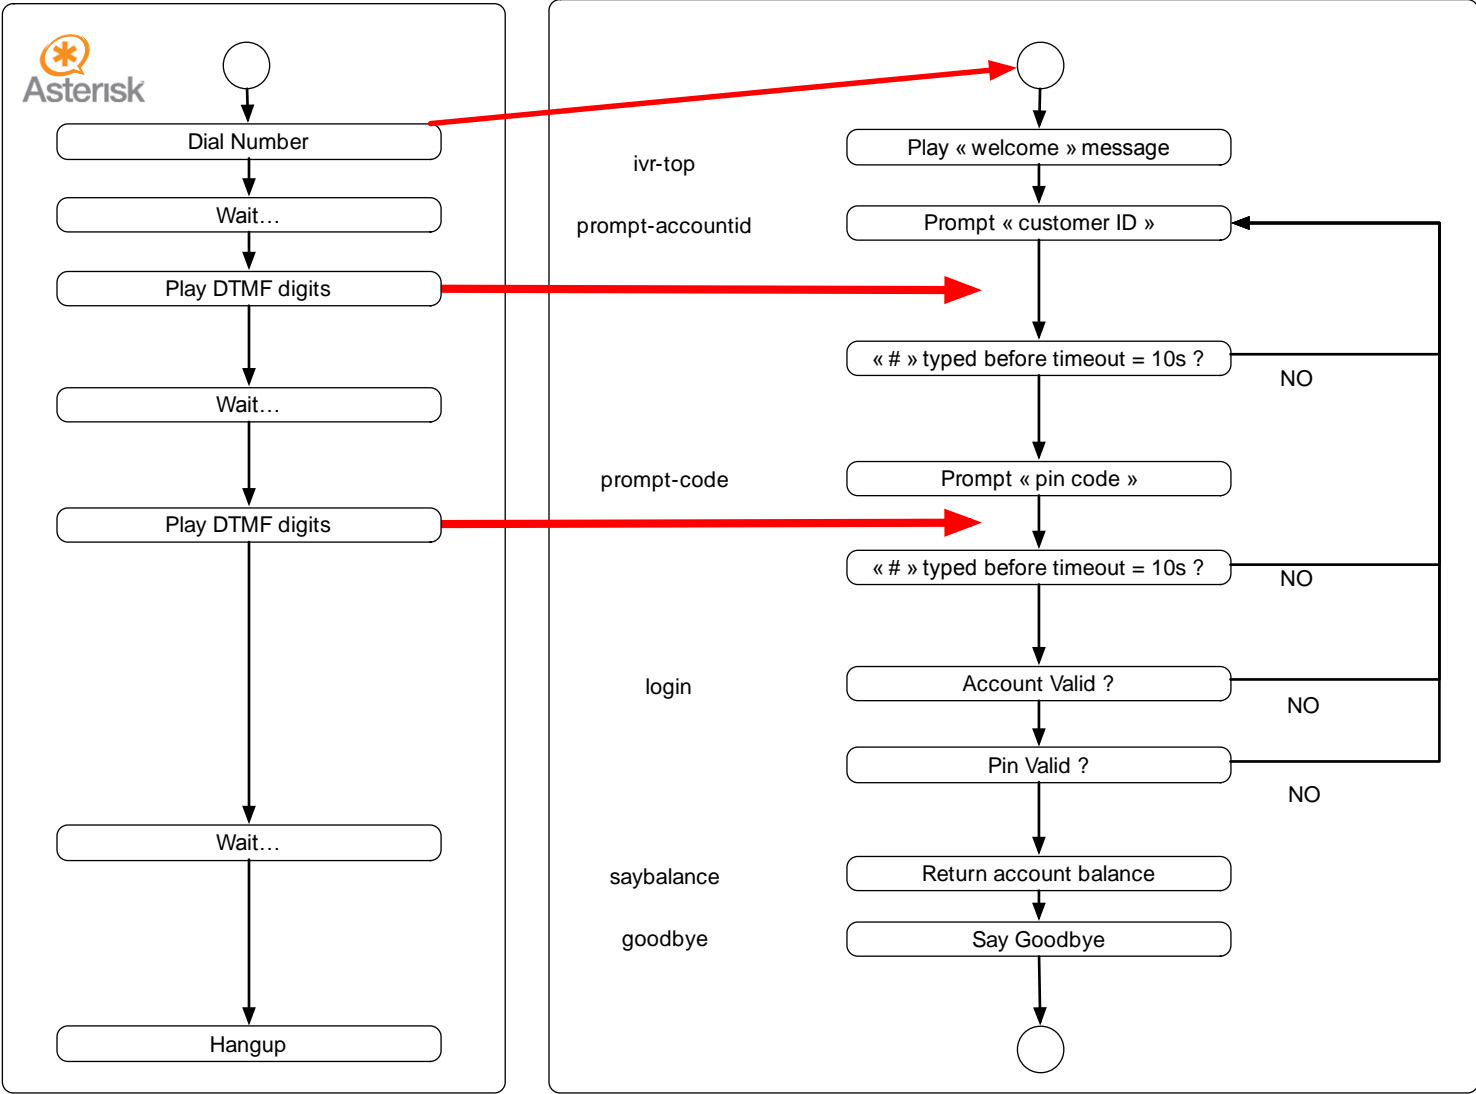 Asterisk
Dial Number
Wait…
Play DTMF digits
Wait…
Play DTMF digits
Wait…
Hangup
Play « welcome » message
ivr-top
Prompt « customer ID »
prompt-accountid
« # » typed before timeout = 10s ?
NO
Prompt « pin code »
prompt-code
« # » typed before timeout = 10s ?
NO
Account Valid ?
login
NO
Pin Valid ?
NO
Return account balance
saybalance
Say Goodbye
goodbye